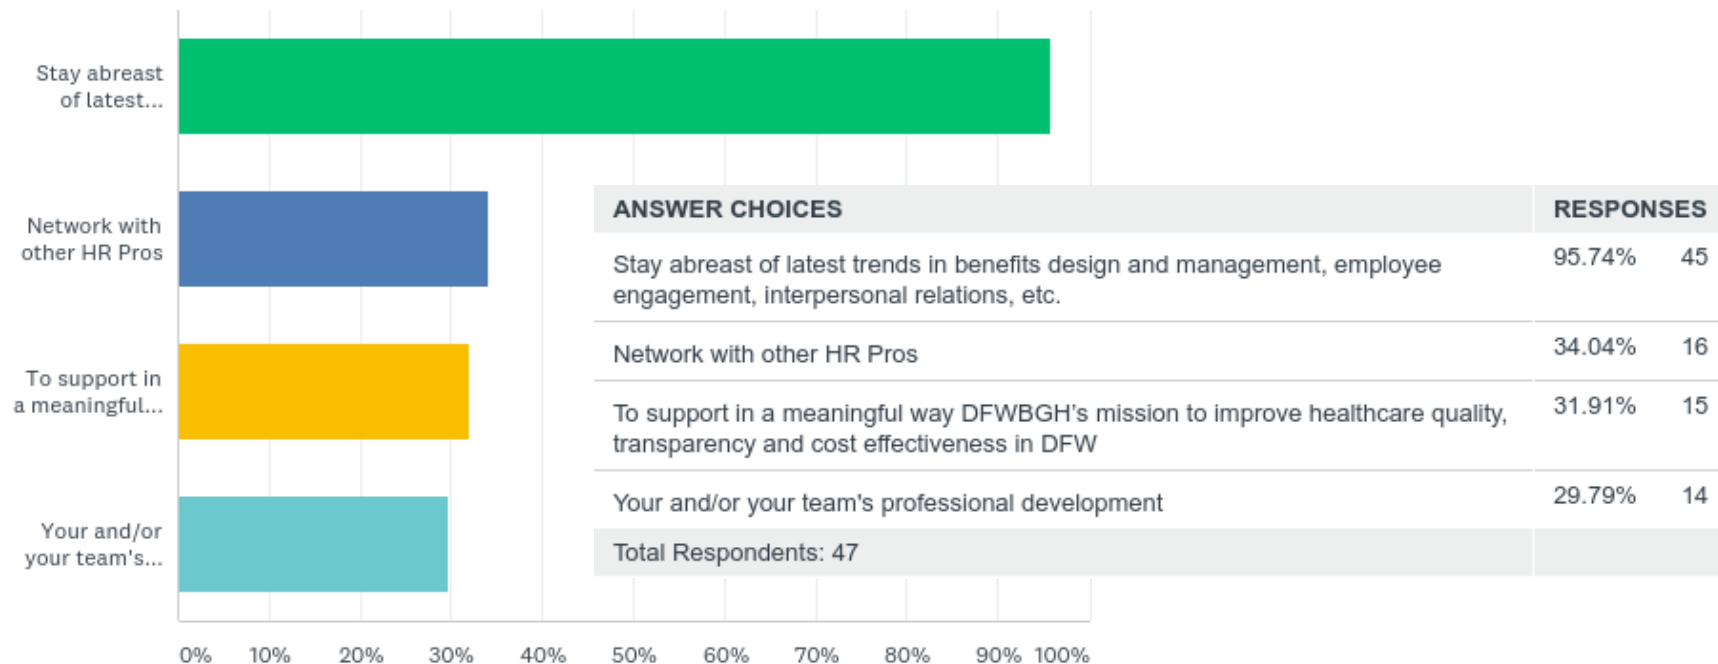 Stay abreast
of latest...
Network with
other HR Pros
To support in
a meaningful...
Your and/or
your team's...
0% 10% 20% 30% 40% 50% 60% 70% 80% 90% 100%
ANSWER CHOICES RESPONSES
Stay abreast of latest trends in benefits design and management, employee 95.74% 45
engagement, interpersonal relations, etc.
Network with other HR Pros 34.04% 16
To support in a meaningful way DFWBGH's mission to improve healthcare quality, 31.91% 15
transparency and cost effectiveness in DFW
Your and/or your team's professional development 29.79% 14
Total Respondents: 47